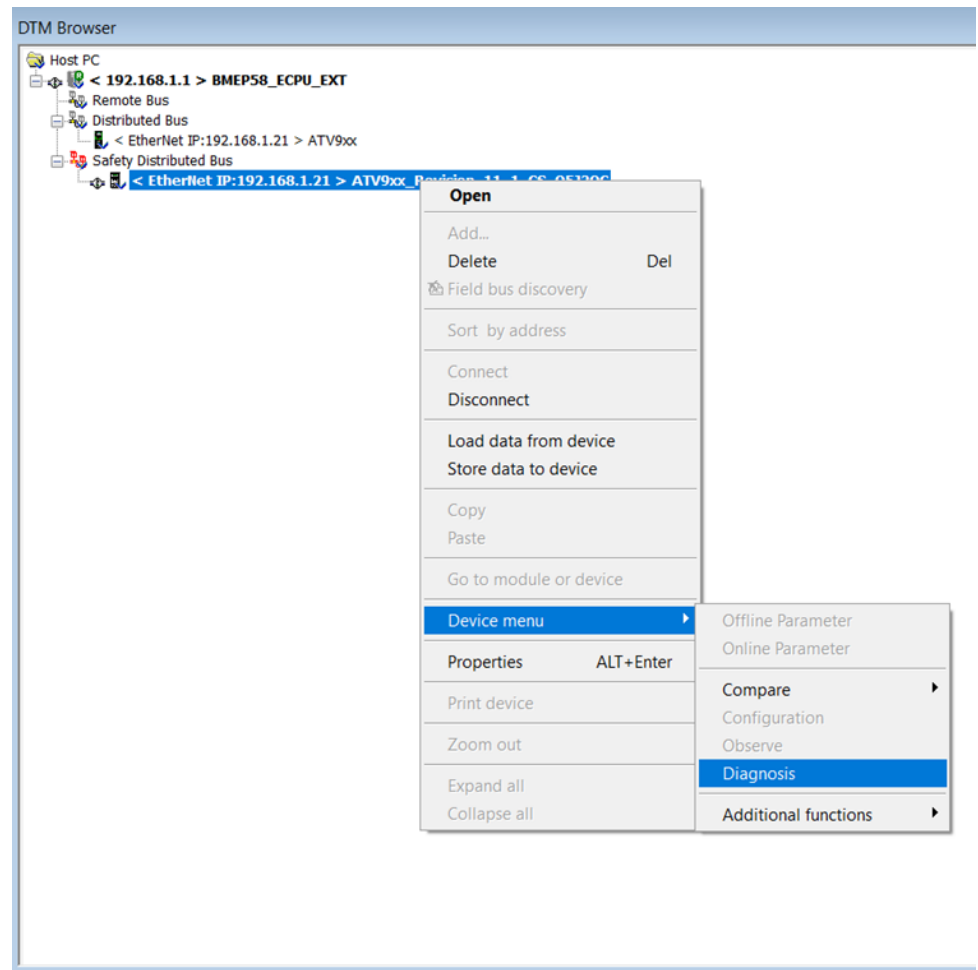 DTM Browser
Host PC
< 192.168.1.1 > BMEP58_ECPU_EXT
Remote Bus
Distributed Bus
< EtherNet IP:192.168.1.21 > ATV9xx
Safety Distributed Bus
< EtherNet IP:192.168.1.21 > ATV9xx_Revision_11_1_CS
Open
Add...
Delete Del
Field bus discovery
Sort by address
Connect
Disconnect
Load data from device
Store data to device
Copy
Paste
Go to module or device
Device menu
Offline Parameter
Online Parameter
Properties ALT+Enter
Compare
Print device
Configuration
Zoom out
Observe
Diagnosis
Expand all
Collapse all
Additional functions